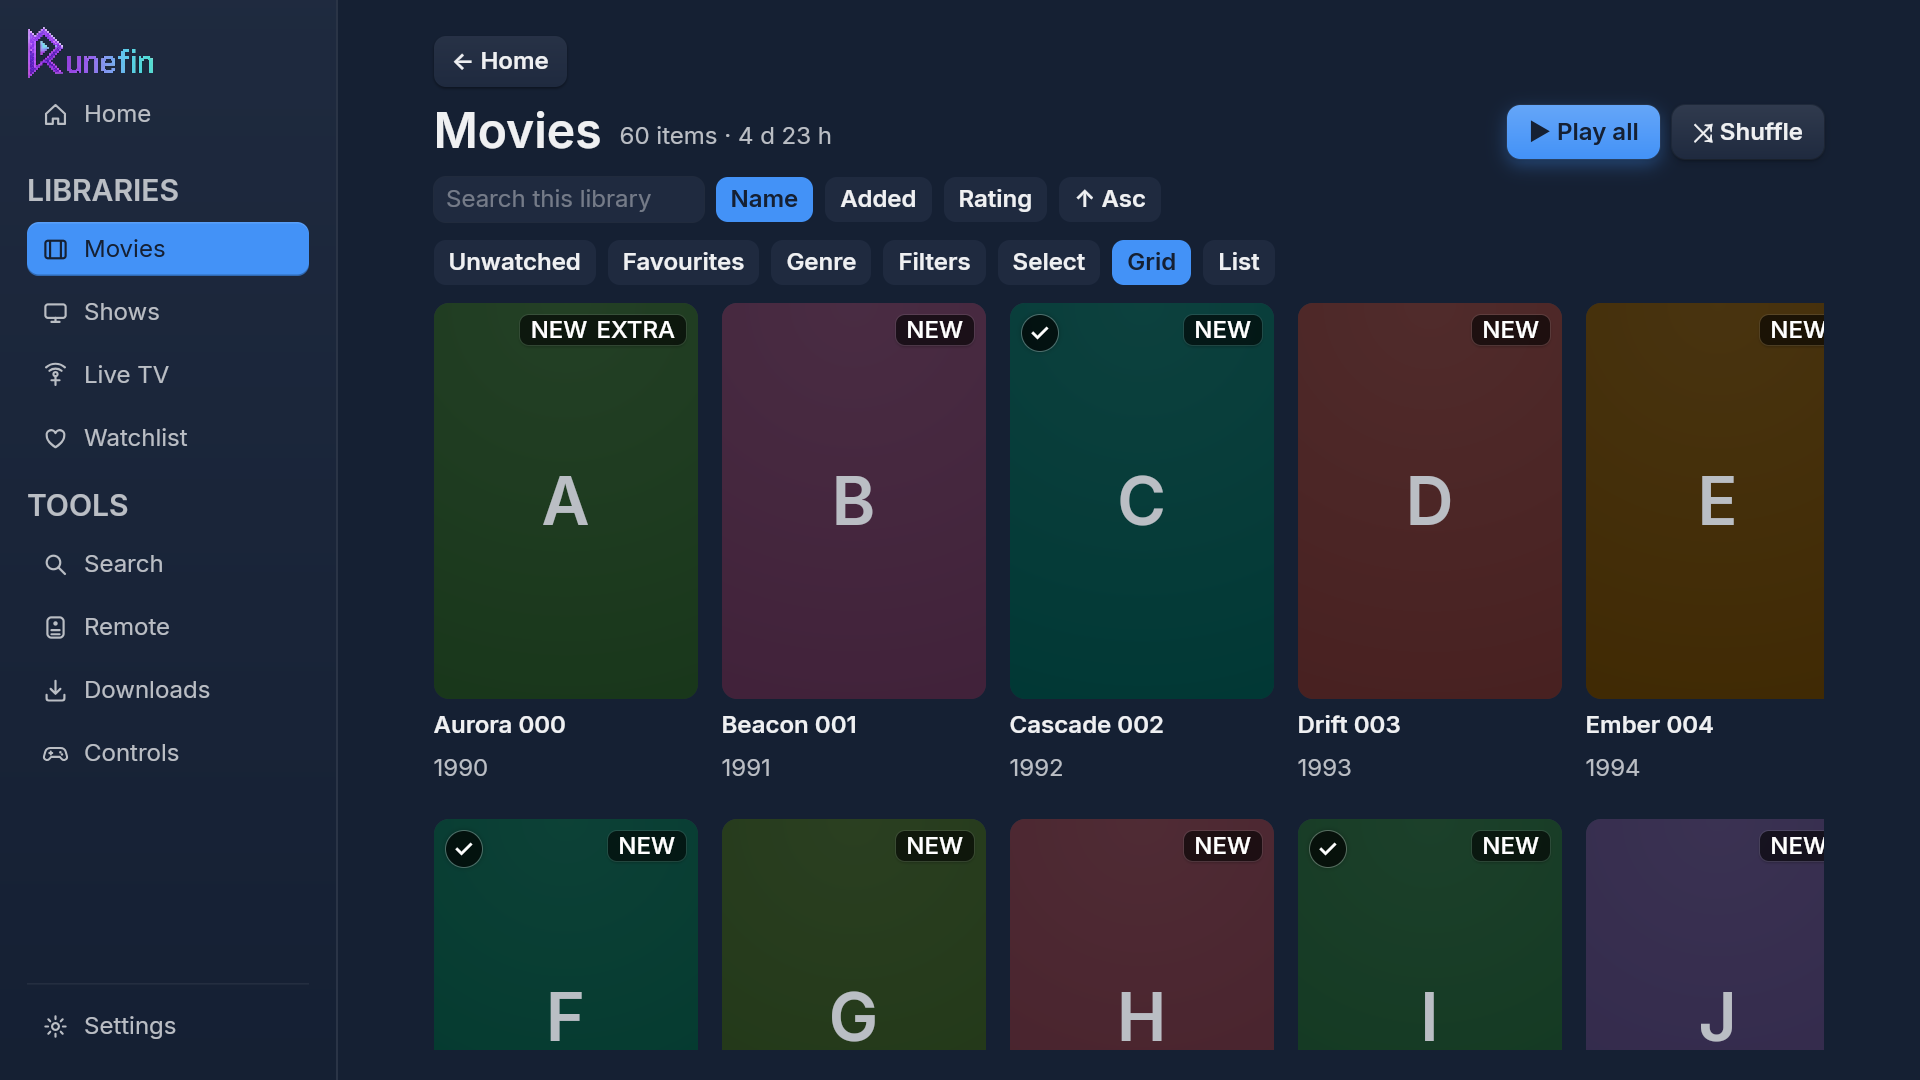 Runefin
Home
LIBRARIES
Movies
Shows
Live TV
Watchlist
TOOLS
Search
Remote
Downloads
Controls
Settings
← Home
Movies 60 items · 4 d 23 h
Play all Shuffle
Search this library Name Added Rating ↑ Asc
Unwatched Favourites Genre Filters Select Grid List
NEW EXTRA NEW NEW NEW NEW
A B C D E
Aurora 000 Beacon 001 Cascade 002 Drift 003 Ember 004
1990 1991 1992 1993 1994
NEW NEW NEW NEW NEW
F G H I J